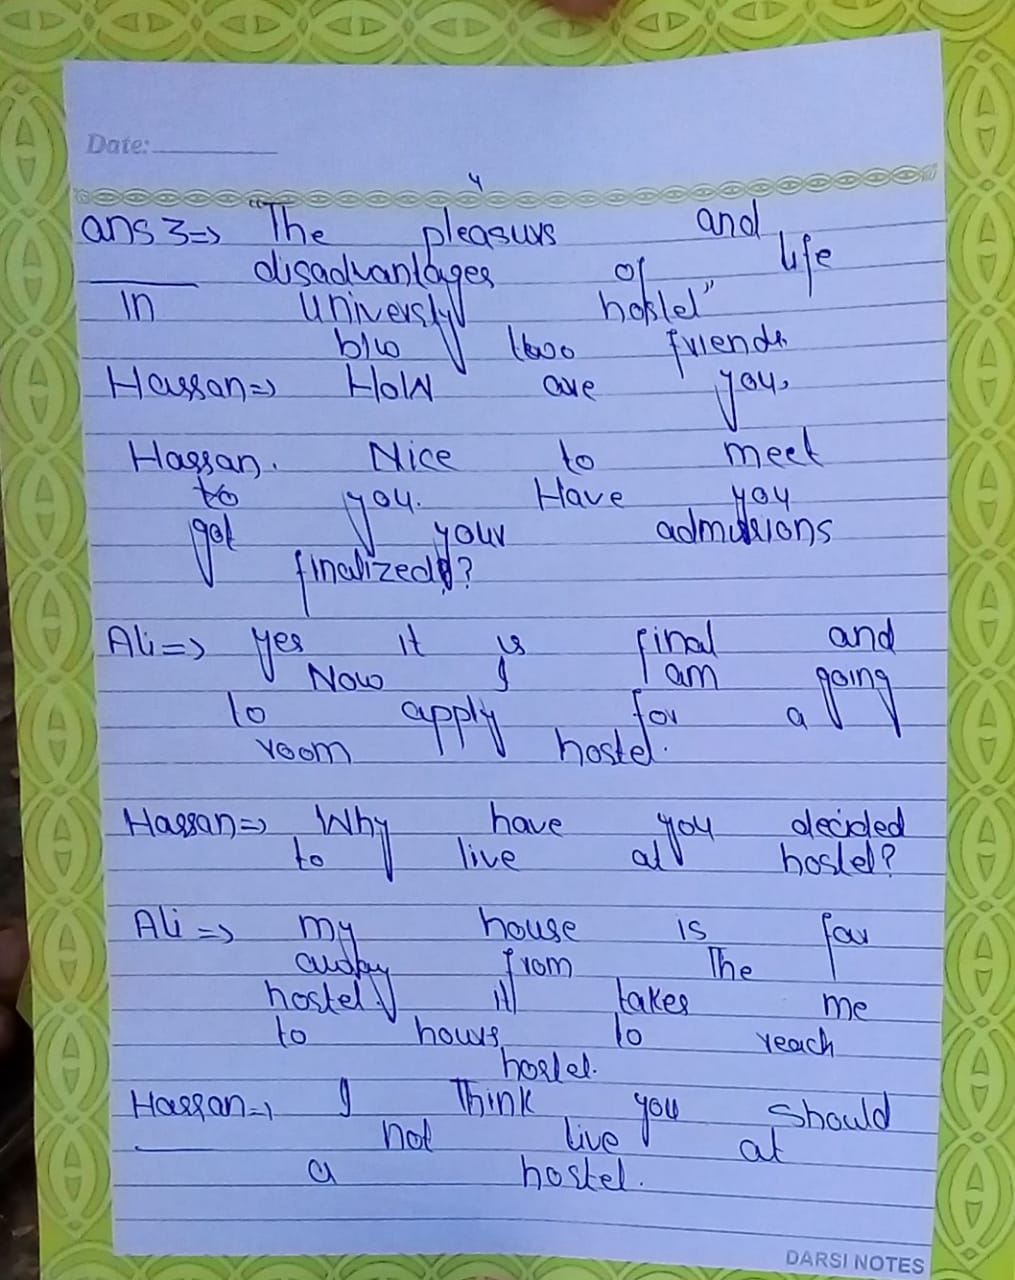 Date:
4
ans 3=> "The pleasurs and
disadvantages of life
In University hostel"
b/w two friends
Hassan=> HoW are you,
Hassan. Nice to meet
to you. Have you
got your admissions
finalized?
Ali=> yes it is final and
Now I am going
to apply for a
room hostel.
Hassan=> Why have you decided
to live at hostel?
Ali=> my house is far
away from The
hostel. it takes me
to hours to reach
hostel.
Hassan=> I Think you should
not live at
a hostel.
DARSI NOTES